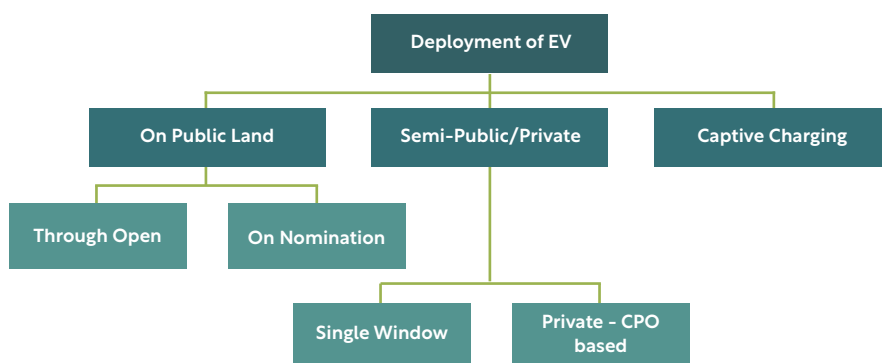 Deployment of EV
On Public Land
Semi-Public/Private
Captive Charging
Through Open
On Nomination
Single Window
Private - CPO
based